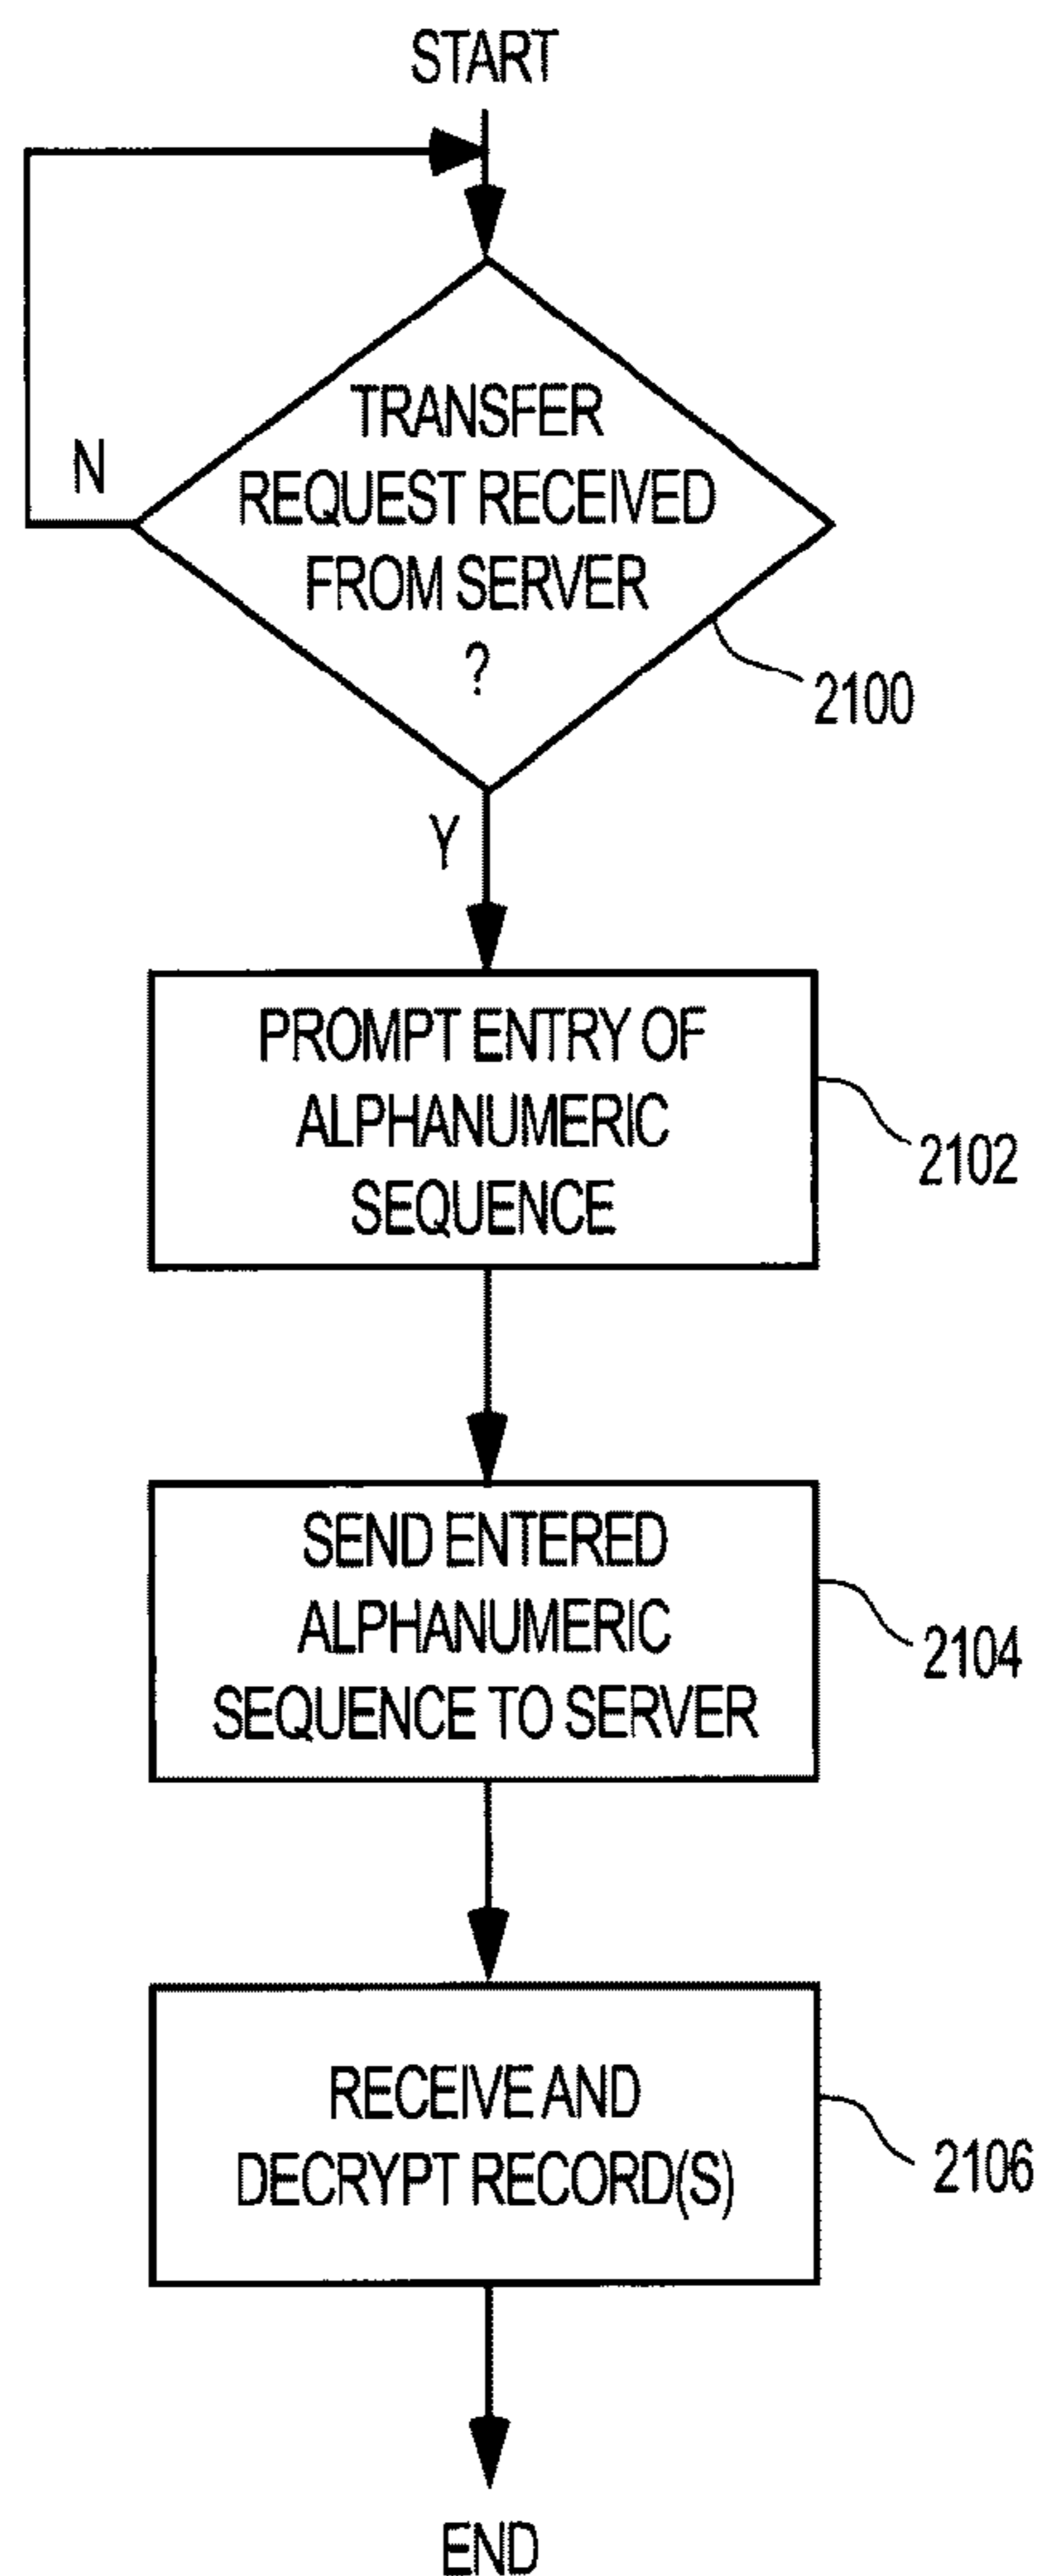 START
TRANSFER
REQUEST RECEIVED
FROM SERVER
?
N
2100
Y
PROMPT ENTRY OF
ALPHANUMERIC
SEQUENCE
2102
SEND ENTERED
ALPHANUMERIC
SEQUENCE TO SERVER
2104
RECEIVE AND
DECRYPT RECORD(S)
2106
END